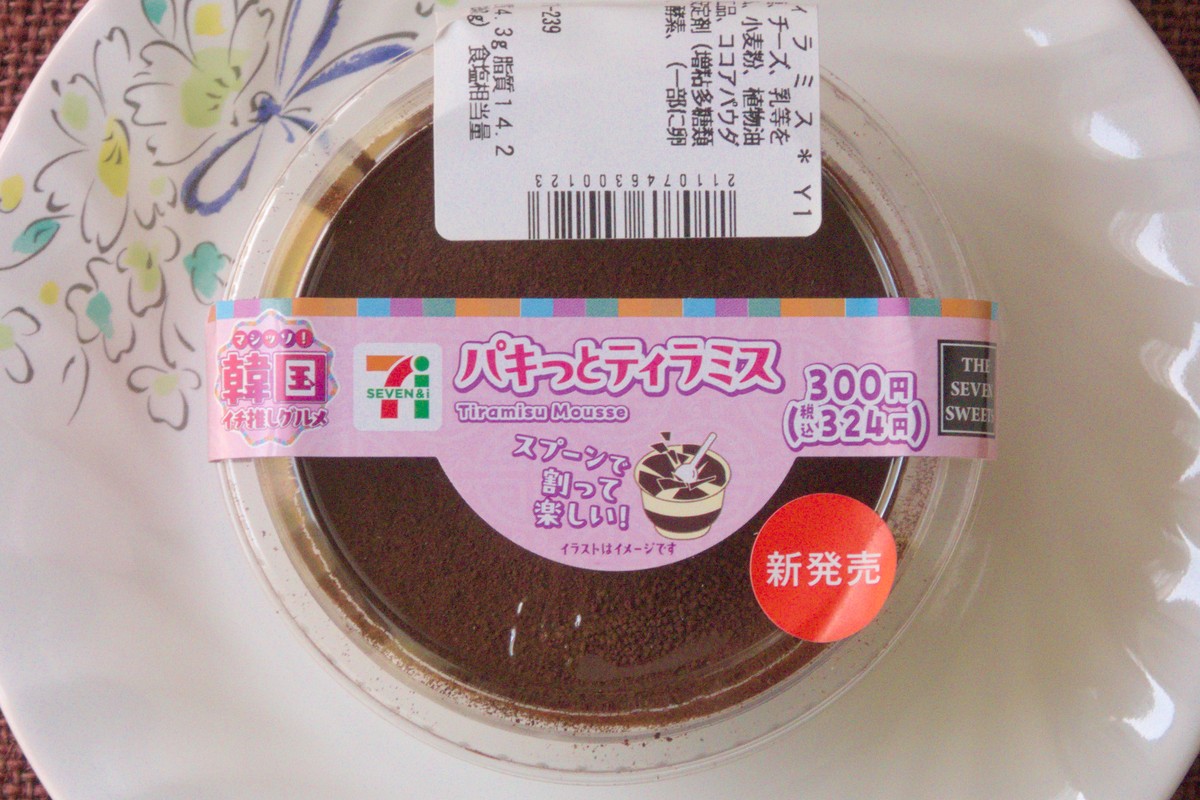 ィラミス*Y1
チーズ、乳等を
小麦粉、植物油
品、ココアパウダ
定剤(増粘多糖類
酵素、(一部に卵
-239
4.3g 脂質14.2
g) 食塩相当量
2110746300123
マシッソ!
韓国
イチ推しグルメ
SEVEN&i
パキっとティラミス
Tiramisu Mousse
300円
(税込324円)
THE
SEVEN
SWEETS
スプーンで
割って
楽しい!
イラストはイメージです
新発売